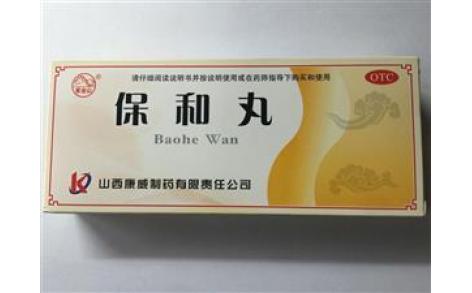 请仔细阅读说明书并按说明使用或在药师指导下购买和使用
OTC
保和丸
Baohe Wan
山西康威制药有限责任公司